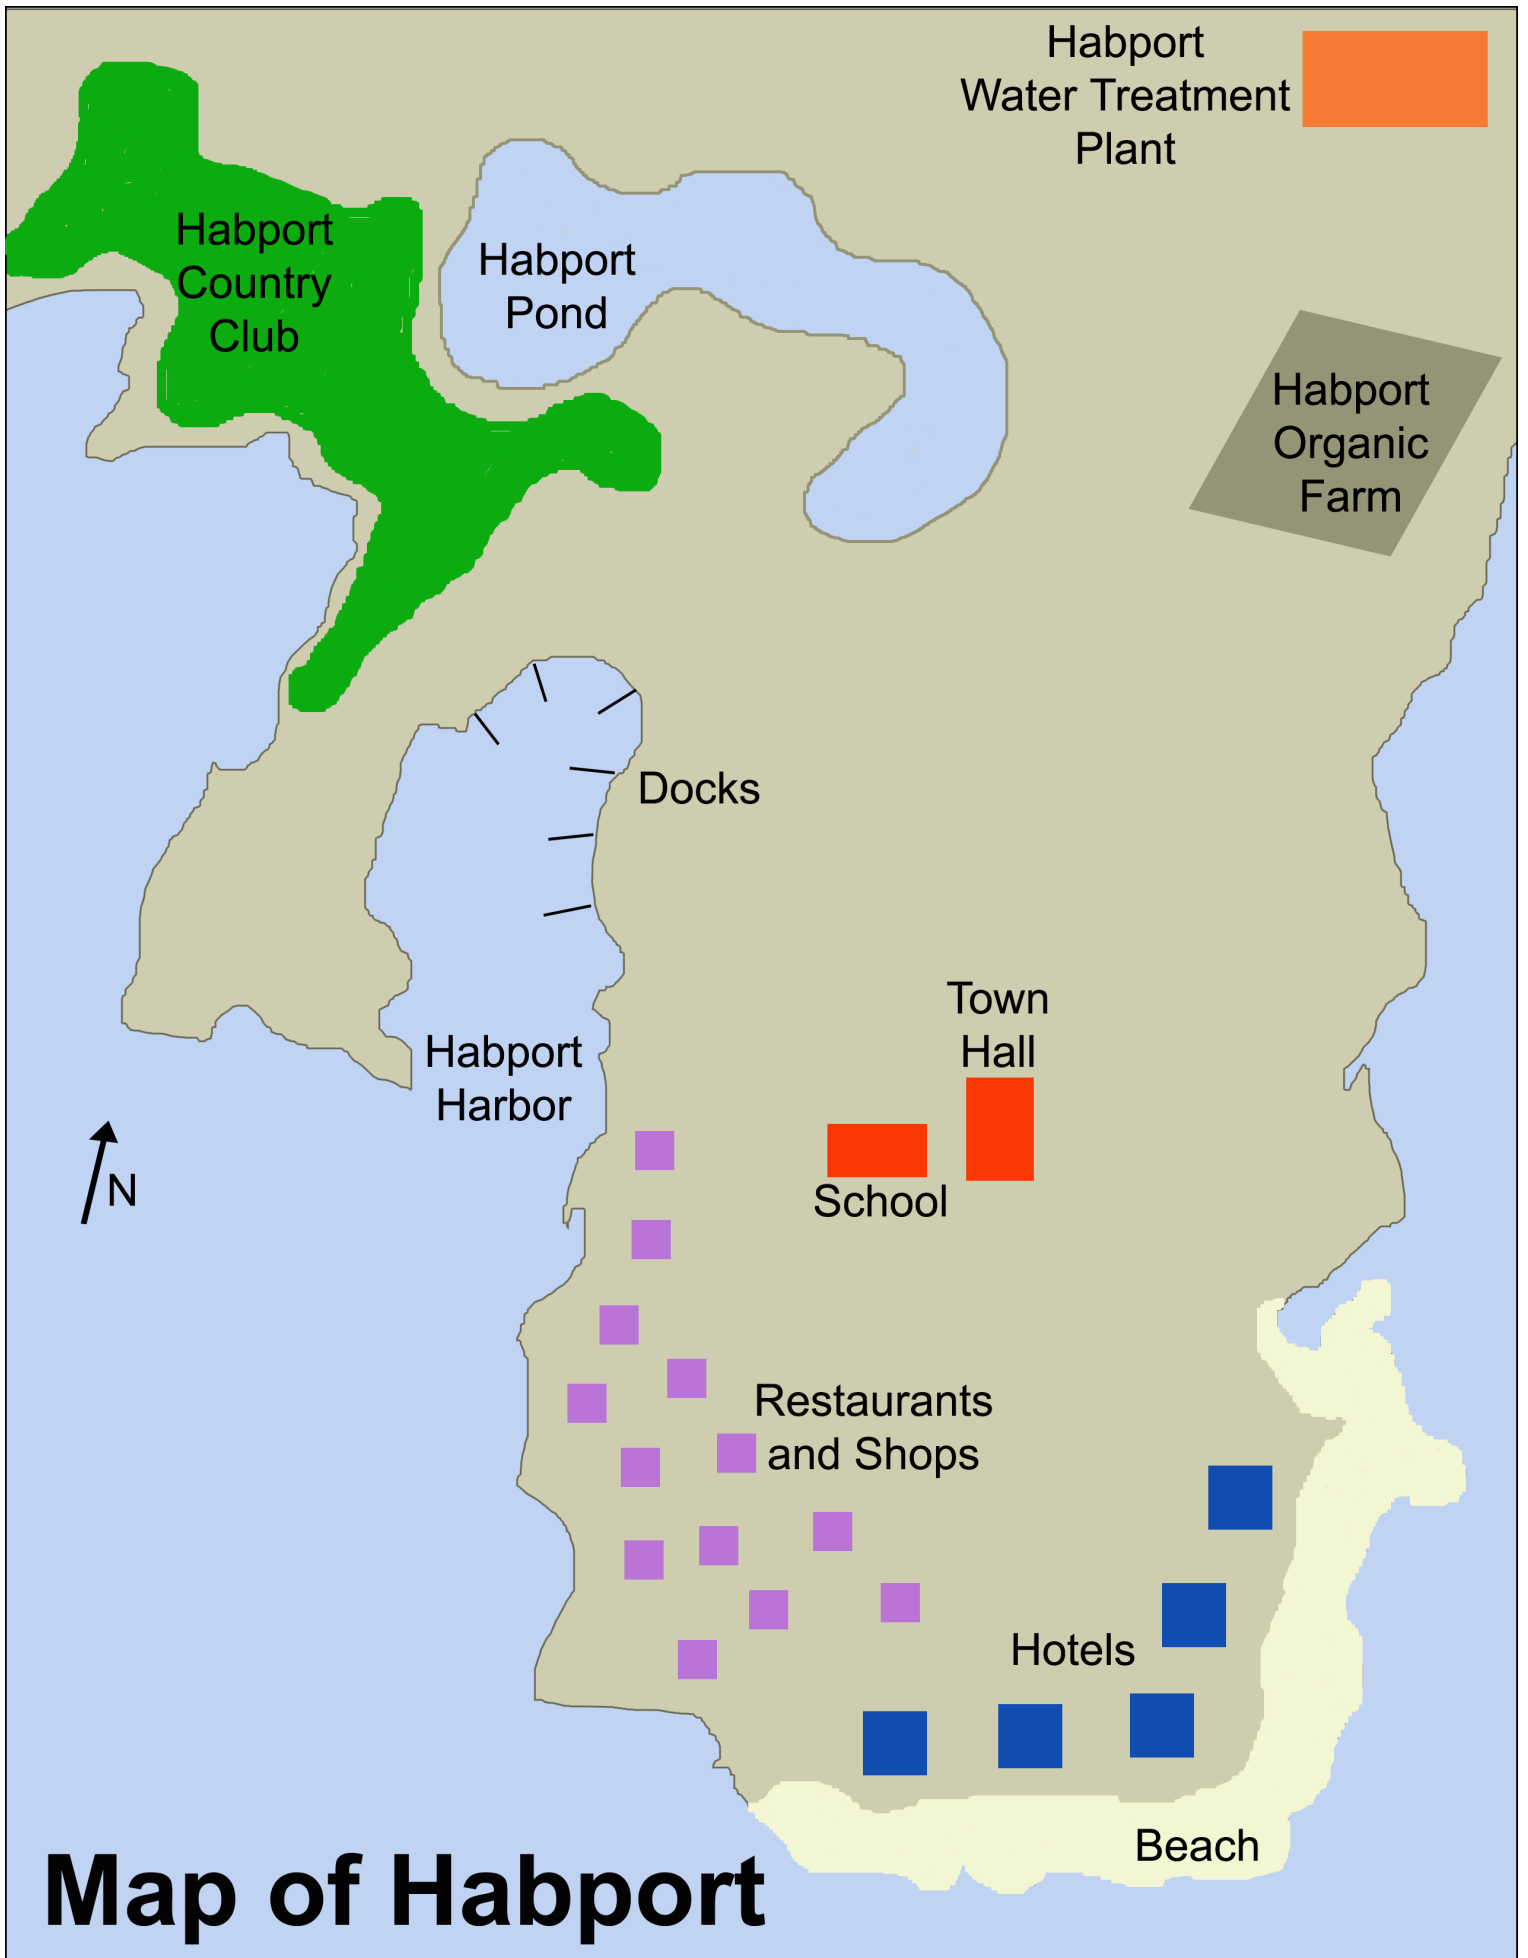 Habport
Water Treatment
Plant
Habport
Country
Club
Habport
Pond
Habport
Organic
Farm
Docks
Town
Hall
Habport
Harbor
N
School
Restaurants
and Shops
Hotels
Beach
Map of Habport